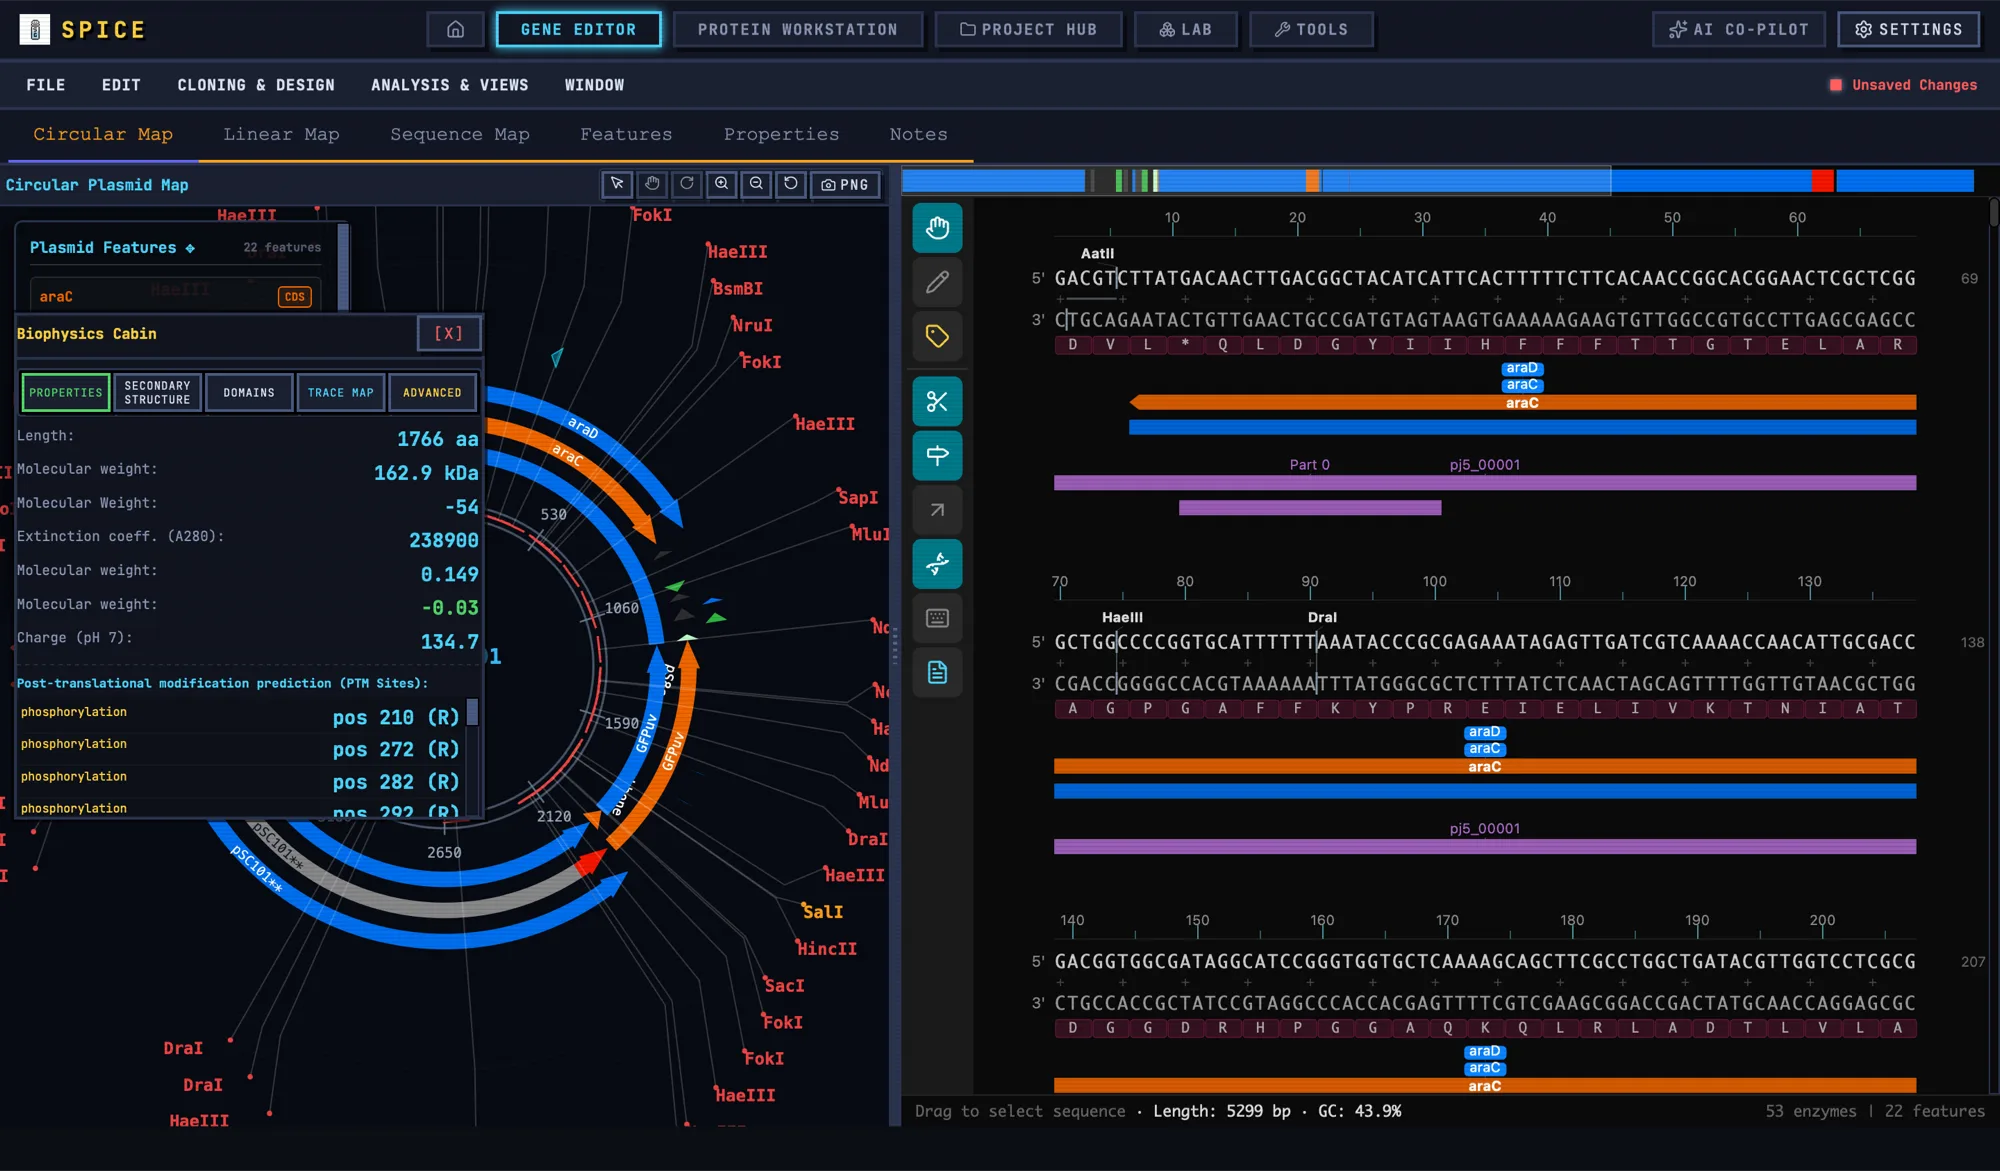 SPICE
GENE EDITOR
PROTEIN WORKSTATION
PROJECT HUB
LAB
TOOLS
AI CO-PILOT
SETTINGS
FILE
EDIT
CLONING & DESIGN
ANALYSIS & VIEWS
WINDOW
Unsaved Changes
Circular Map
Linear Map
Sequence Map
Features
Properties
Notes
Circular Plasmid Map
PNG
Plasmid Features
22 features
araC
CDS
Biophysics Cabin
[X]
PROPERTIES
SECONDARY
STRUCTURE
DOMAINS
TRACE MAP
ADVANCED
Length:
1766 aa
Molecular weight:
162.9 kDa
Molecular Weight:
-54
Extinction coeff. (A280):
238900
Molecular weight:
0.149
Molecular weight:
-0.03
Charge (pH 7):
134.7
Post-translational modification prediction (PTM Sites):
phosphorylation
pos 210 (R)
phosphorylation
pos 272 (R)
phosphorylation
pos 282 (R)
phosphorylation
pos 292 (R)
HaeIII
FokI
HaeIII
BsmBI
NruI
FokI
HaeIII
SapI
MluI
DraI
HaeIII
SalI
HincII
SacI
FokI
FokI
HaeIII
DraI
DraI
HaeIII
araD
araC
530
1060
1590
2120
2650
GFPuv
GFPuv
pSC101**
pSC101**
10 20 30 40 50 60
AatII
5' GACGTCTTATGACAACTTGACGGCTACATCATTCACTTTTTCTTCACAACCGGCACGGAACTCGCTCGG 69
3' CTGCAGAATACTGTTGAACTGCCGATGTAGTAAGTGAAAAAGAAGTGTTGGCCGTGCCTTGAGCGAGCC
D V L * Q L D G Y I I H F F F T T G T E L A R
araD
araC
araC
Part 0
pj5_00001
70 80 90 100 110 120 130
HaeIII
DraI
5' GCTGGCCCCGGTGCATTTTTTAAATACCCGCGAGAAATAGAGTTGATCGTCAAAACCAACATTGCGACC 138
3' CGACCGGGGCCACGTAAAAAATTTATGGGCGCTCTTTATCTCAACTAGCAGTTTTGGTTGTAACGCTGG
A G P G A F F K Y P R E I E L I V K T N I A T
araD
araC
araC
pj5_00001
140 150 160 170 180 190 200
5' GACGGTGGCGATAGGCATCCGGGTGGTGCTCAAAAGCAGCTTCGCCTGGCTGATACGTTGGTCCTCGCG 207
3' CTGCCACCGCTATCCGTAGGCCCACCACGAGTTTTCGTCGAAGCGGACCGACTATGCAACCAGGAGCGC
D G G D R H P G G A Q K Q L R L A D T L V L A
araD
araC
araC
Drag to select sequence · Length: 5299 bp · GC: 43.9%
53 enzymes | 22 features